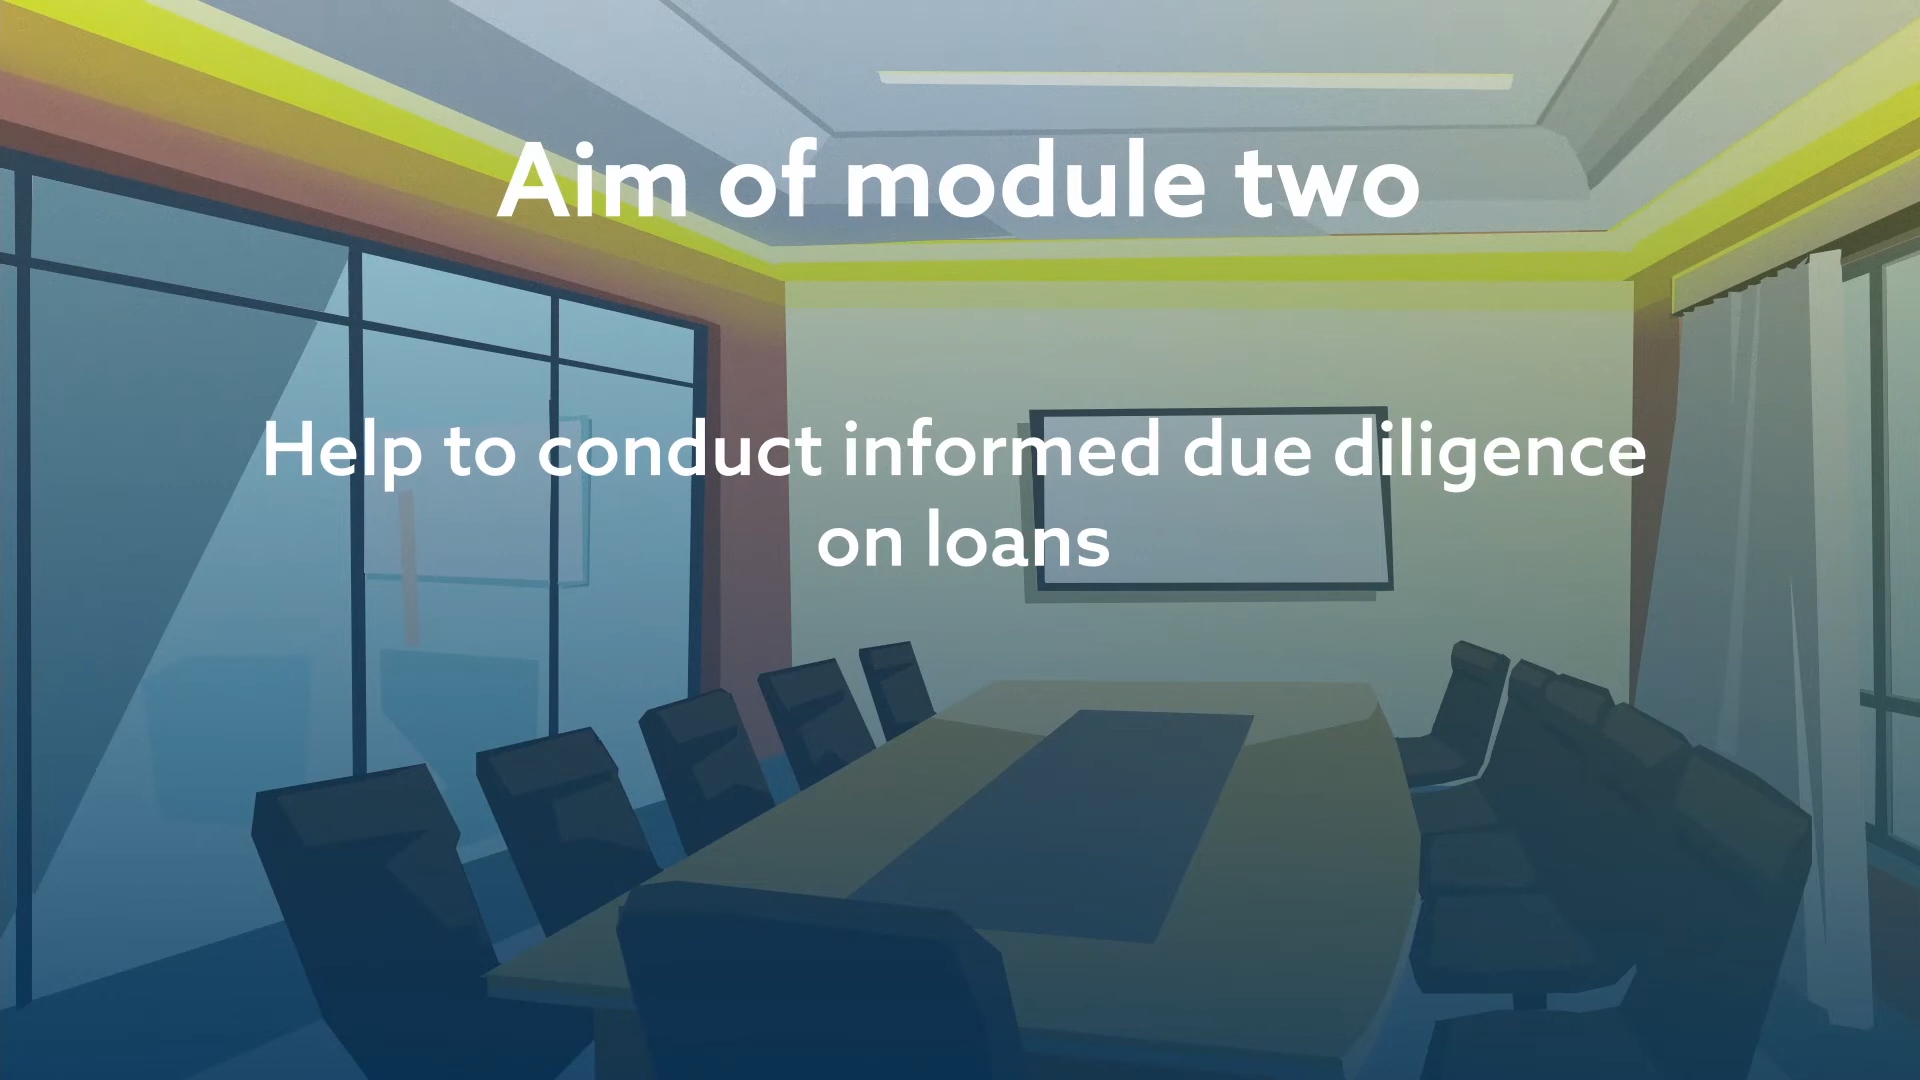 Aim of module two
Help to conduct informed due diligence
on loans